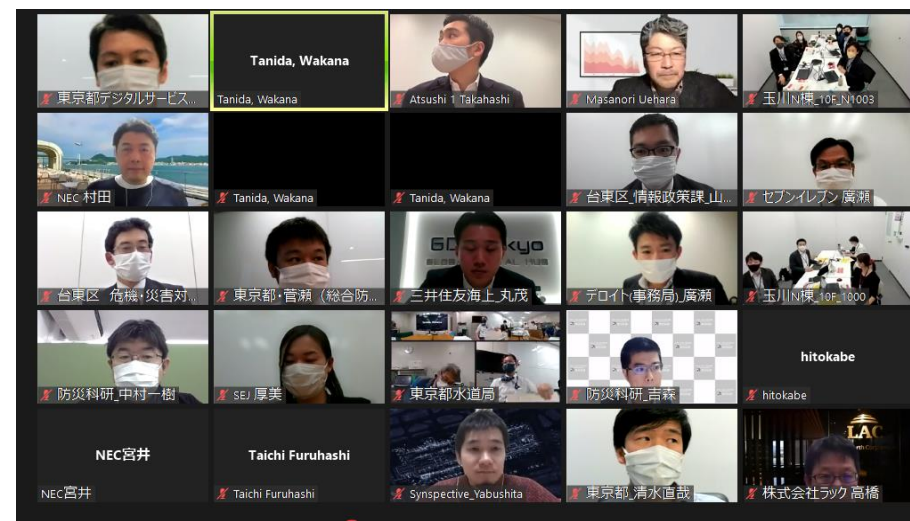 東京都デジタルサービス...
Tanida, Wakana
Tanida, Wakana
Atsushi 1 Takahashi
Masanori Uehara
玉川N棟_10F_N1003
NEC 村田
Tanida, Wakana
Tanida, Wakana
台東区_情報政策課_山...
セブンイレブン 廣瀬
台東区 危機・災害対...
東京都・菅瀬（総合防...
三井住友海上_丸茂
デロイト(事務局)_廣瀬
玉川N棟_10F_1000
防災科研_中村一樹
SEJ 厚美
東京都水道局
防災科研_吉森
hitokabe
hitokabe
NEC宮井
NEC宮井
Taichi Furuhashi
Taichi Furuhashi
Synspective_Yabushita
東京都_清水直哉
LAC
株式会社ラック 高橋